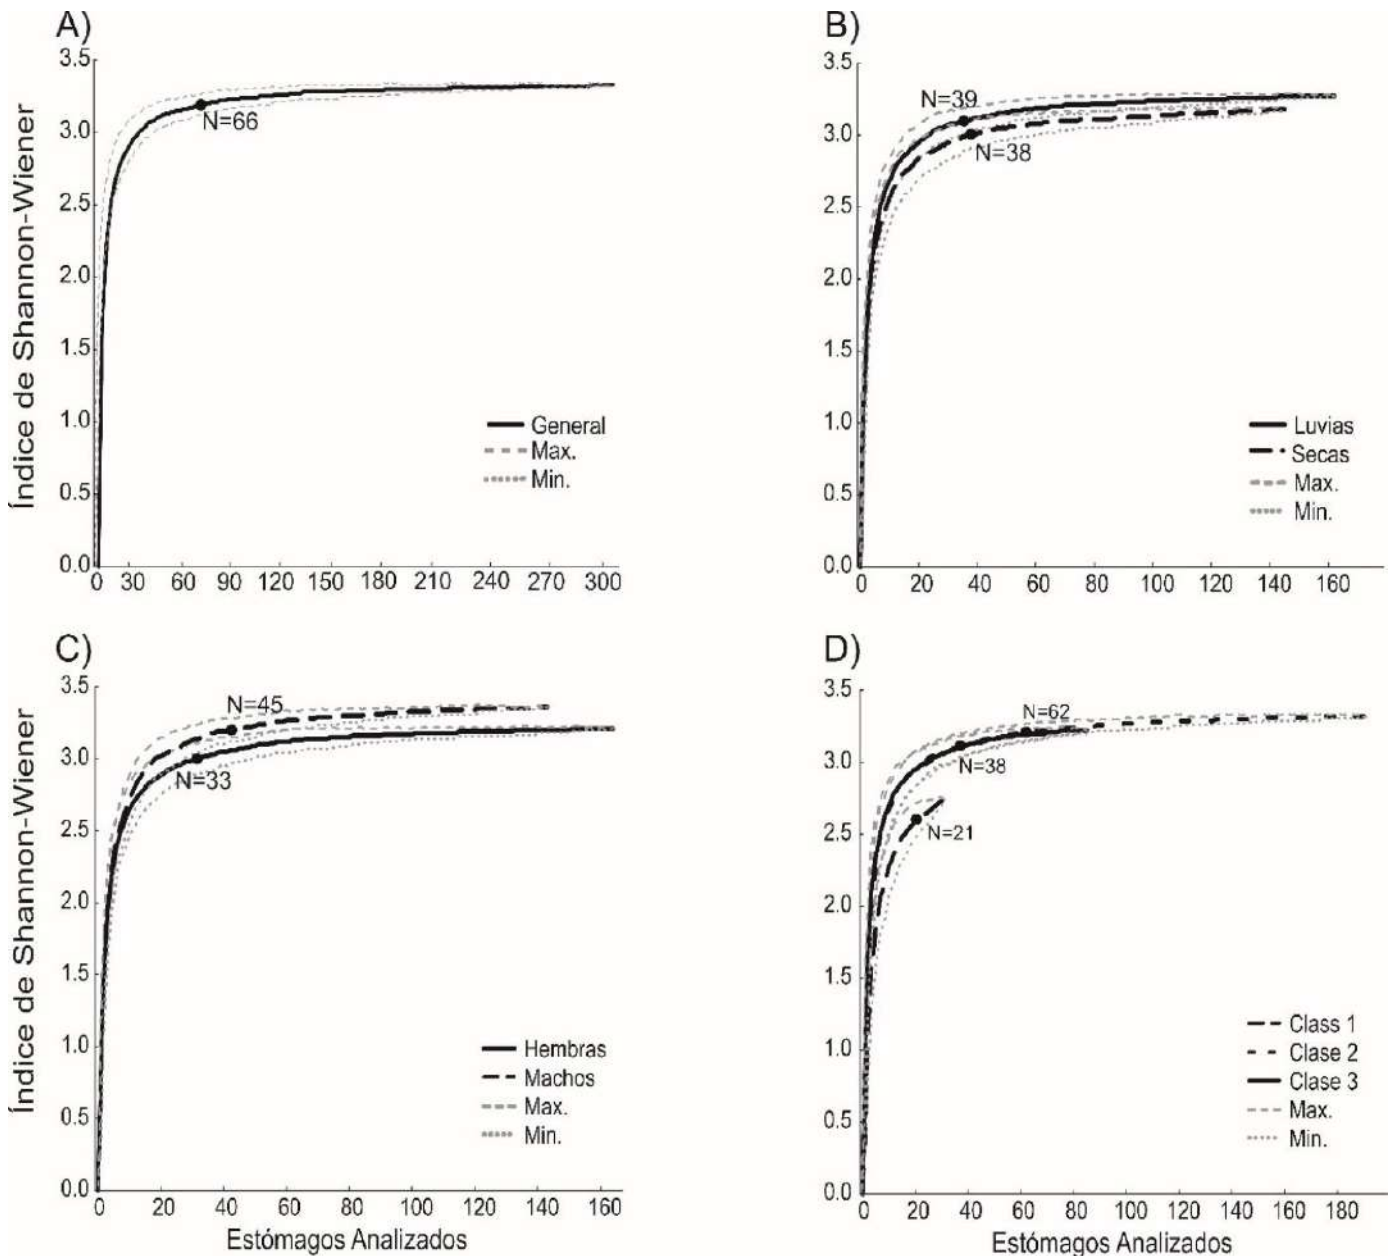 A)
Índice de Shannon-Wiener
3.5
3.0
2.5
2.0
1.5
1.0
0.5
0.0
N=66
General
Max.
Min.
0 30 60 90 120 150 180 210 240 270 300
B)
3.5
3.0
2.5
2.0
1.5
1.0
0.5
0.0
N=39
N=38
Luvias
Secas
Max.
Min.
0 20 40 60 80 100 120 140 160
C)
Índice de Shannon-Wiener
3.5
3.0
2.5
2.0
1.5
1.0
0.5
0.0
N=45
N=33
Hembras
Machos
Max.
Min.
0 20 40 60 80 100 120 140 160
Estómagos Analizados
D)
3.5
3.0
2.5
2.0
1.5
1.0
0.5
0.0
N=62
N=38
N=21
Class 1
Clase 2
Clase 3
Max.
Min.
0 20 40 60 80 100 120 140 160 180
Estómagos Analizados